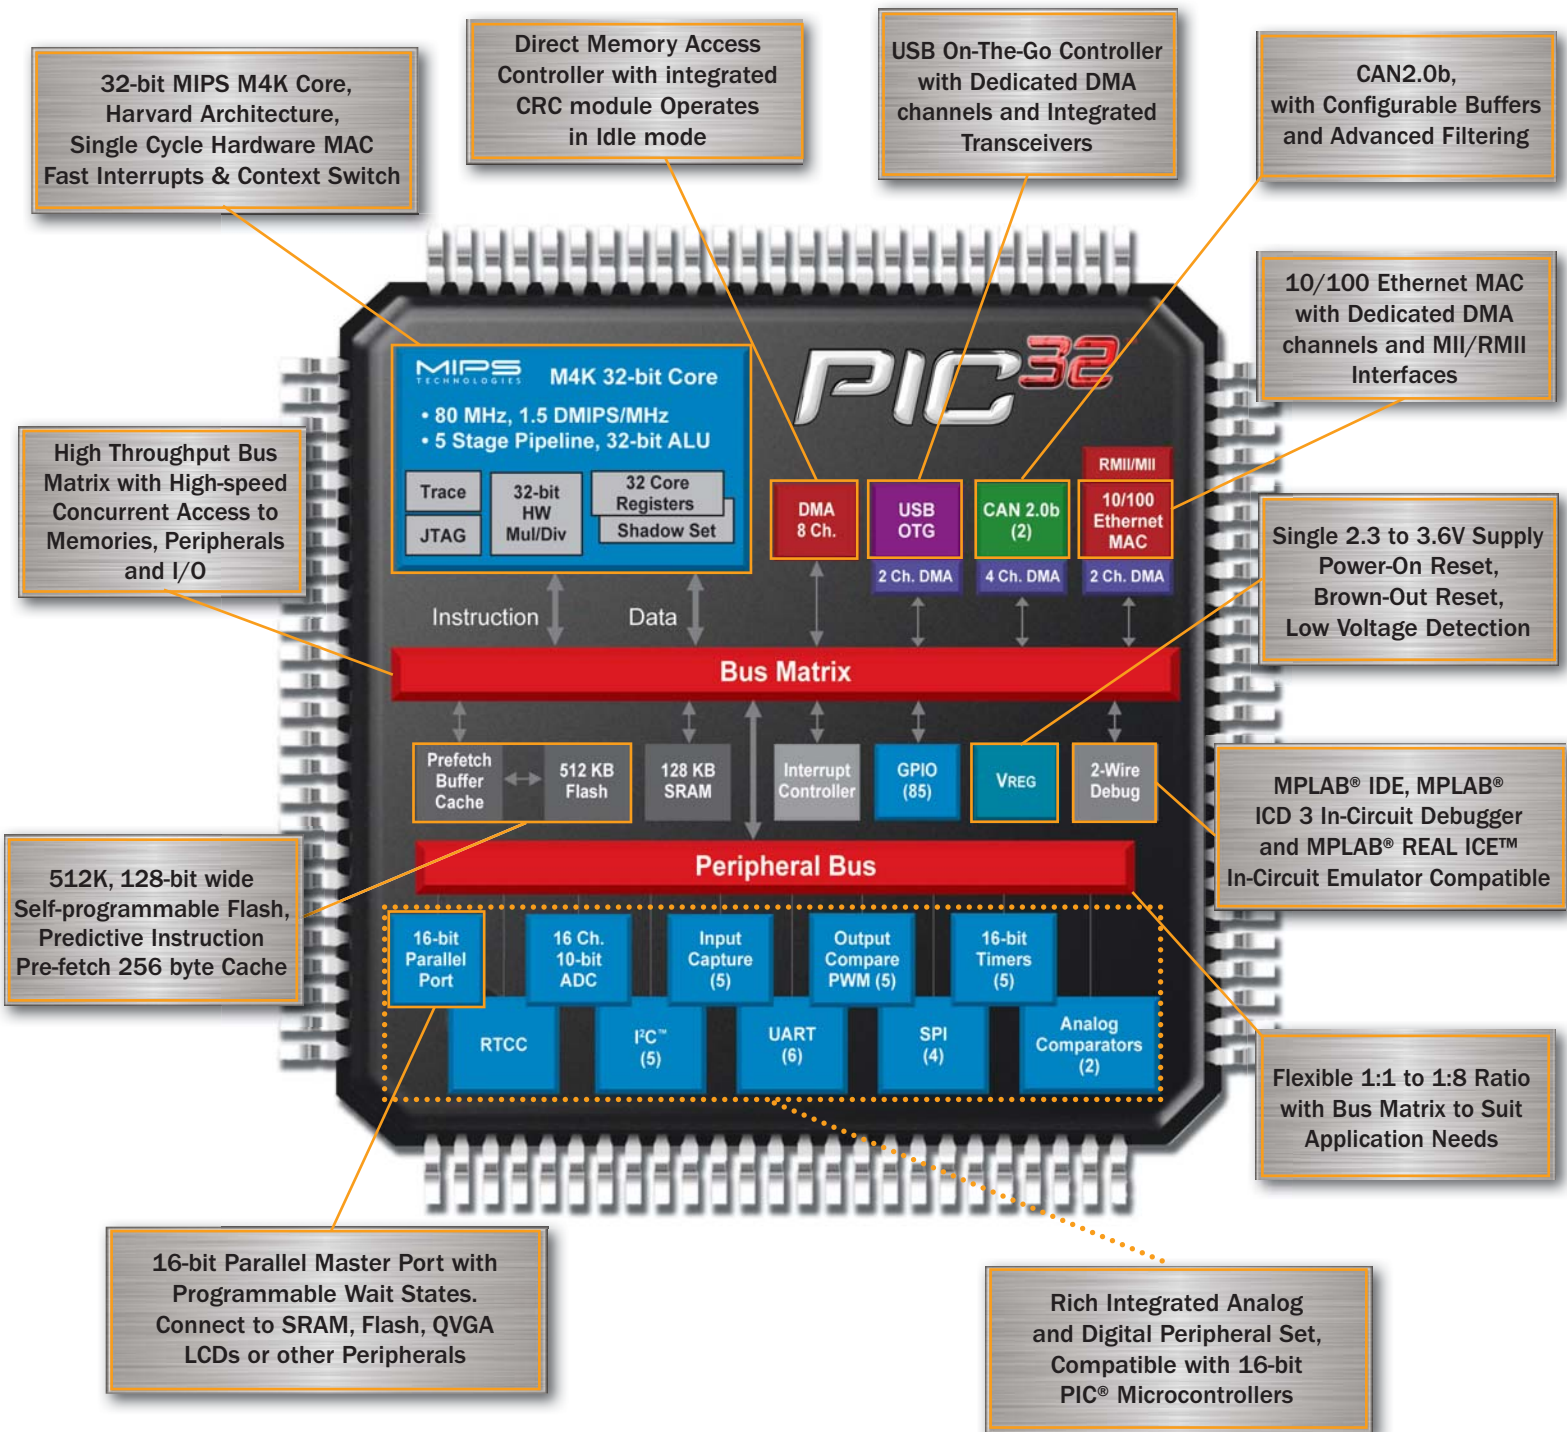 32-bit MIPS M4K Core,
Harvard Architecture,
Single Cycle Hardware MAC
Fast Interrupts & Context Switch
Direct Memory Access
Controller with integrated
CRC module Operates
in Idle mode
USB On-The-Go Controller
with Dedicated DMA
channels and Integrated
Transceivers
CAN2.0b,
with Configurable Buffers
and Advanced Filtering
10/100 Ethernet MAC
with Dedicated DMA
channels and MII/RMII
Interfaces
High Throughput Bus
Matrix with High-speed
Concurrent Access to
Memories, Peripherals
and I/O
MIPS
TECHNOLOGIES
M4K 32-bit Core
• 80 MHz, 1.5 DMIPS/MHz
• 5 Stage Pipeline, 32-bit ALU
Trace
JTAG
32-bit
HW
Mul/Div
32 Core
Registers
Shadow Set
PIC32
DMA
8 Ch.
USB
OTG
2 Ch. DMA
CAN 2.0b
(2)
4 Ch. DMA
RMII/MII
10/100
Ethernet
MAC
2 Ch. DMA
Single 2.3 to 3.6V Supply
Power-On Reset,
Brown-Out Reset,
Low Voltage Detection
Instruction
Data
Bus Matrix
Prefetch
Buffer
Cache
512 KB
Flash
128 KB
SRAM
Interrupt
Controller
GPIO
(85)
VREG
2-Wire
Debug
MPLAB® IDE, MPLAB®
ICD 3 In-Circuit Debugger
and MPLAB® REAL ICE™
In-Circuit Emulator Compatible
512K, 128-bit wide
Self-programmable Flash,
Predictive Instruction
Pre-fetch 256 byte Cache
Peripheral Bus
16-bit
Parallel
Port
16 Ch.
10-bit
ADC
Input
Capture
(5)
Output
Compare
PWM (5)
16-bit
Timers
(5)
RTCC
I²C™
(5)
UART
(6)
SPI
(4)
Analog
Comparators
(2)
Flexible 1:1 to 1:8 Ratio
with Bus Matrix to Suit
Application Needs
16-bit Parallel Master Port with
Programmable Wait States.
Connect to SRAM, Flash, QVGA
LCDs or other Peripherals
Rich Integrated Analog
and Digital Peripheral Set,
Compatible with 16-bit
PIC® Microcontrollers